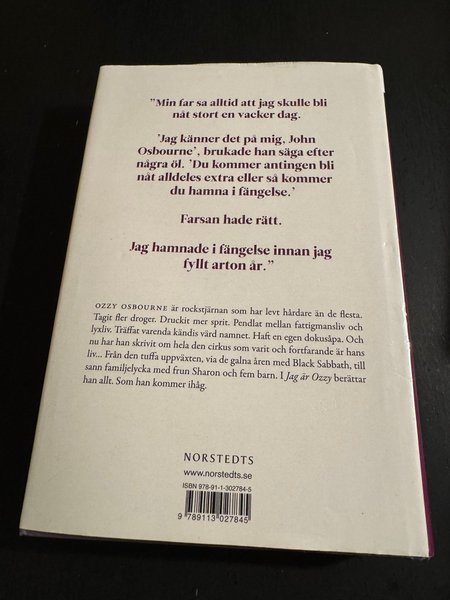 ”Min far sa alltid att jag skulle bli
nåt stort en vacker dag.
’Jag känner det på mig, John
Osbourne’, brukade han säga efter
några öl. ’Du kommer antingen bli
nåt alldeles extra eller så kommer
du hamna i fängelse.’
Farsan hade rätt.
Jag hamnade i fängelse innan jag
fyllt arton år.”
OZZY OSBOURNE är rockstjärnan som har levt hårdare än de flesta.
Tagit fler droger. Druckit mer sprit. Pendlat mellan fattigmansliv och
lyxliv. Träffat varenda kändis värd namnet. Haft en egen dokusåpa. Och
nu har han skrivit om hela den cirkus som varit och fortfarande är hans
liv... Från den tuffa uppväxten, via de galna åren med Black Sabbath, till
sann familjelycka med frun Sharon och fem barn. I Jag är Ozzy berättar
han allt. Som han kommer ihåg.
NORSTEDTS
www.norstedts.se
ISBN 978-91-1-302784-5
9 789113 027845